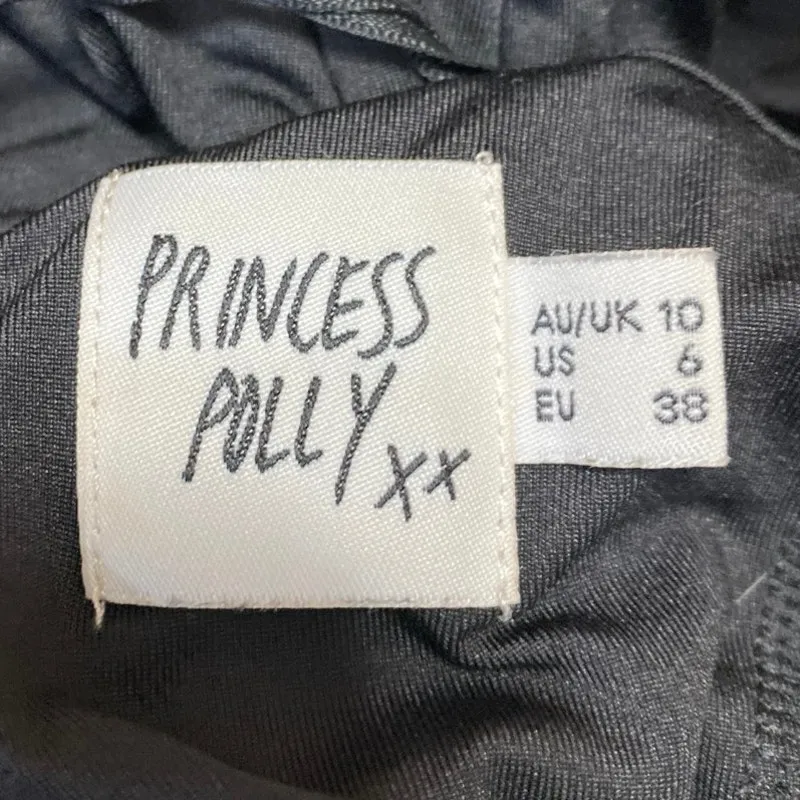 PRINCESS
POLLY xx
AU/UK 10
US 6
EU 38